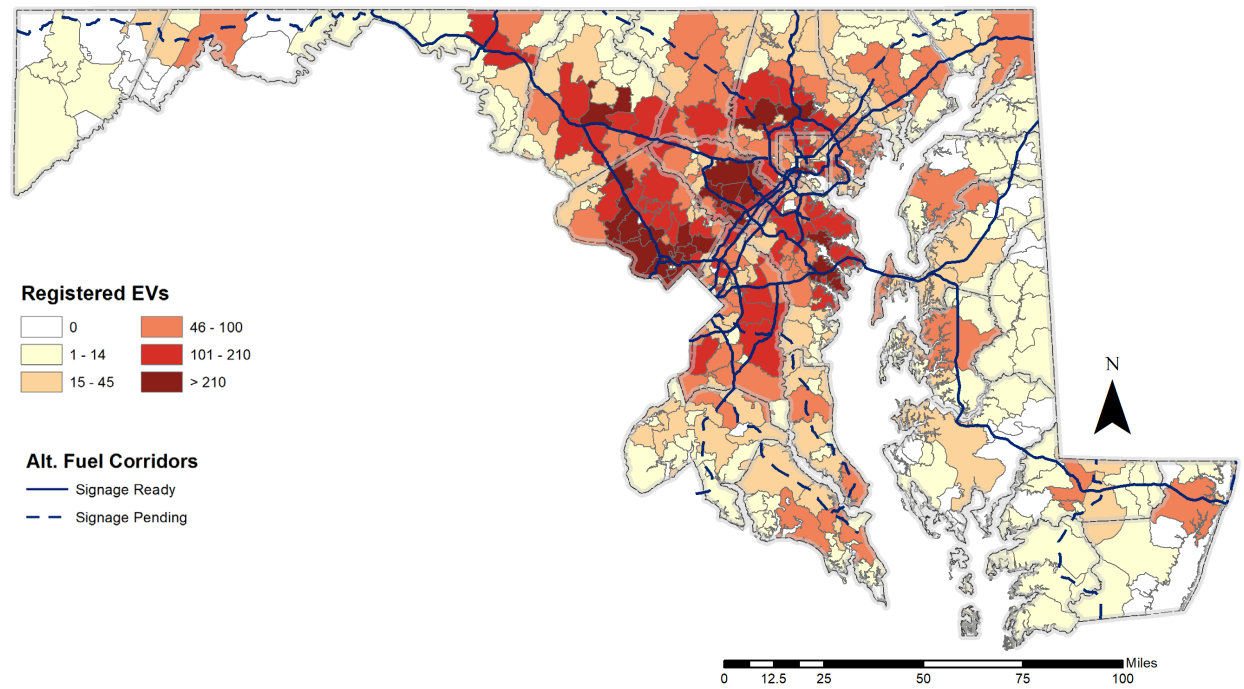 N
Registered EVs
0
46 - 100
1 - 14
101 - 210
15 - 45
> 210
Alt. Fuel Corridors
Signage Ready
Signage Pending
Miles
0 12.5 25 50 75 100